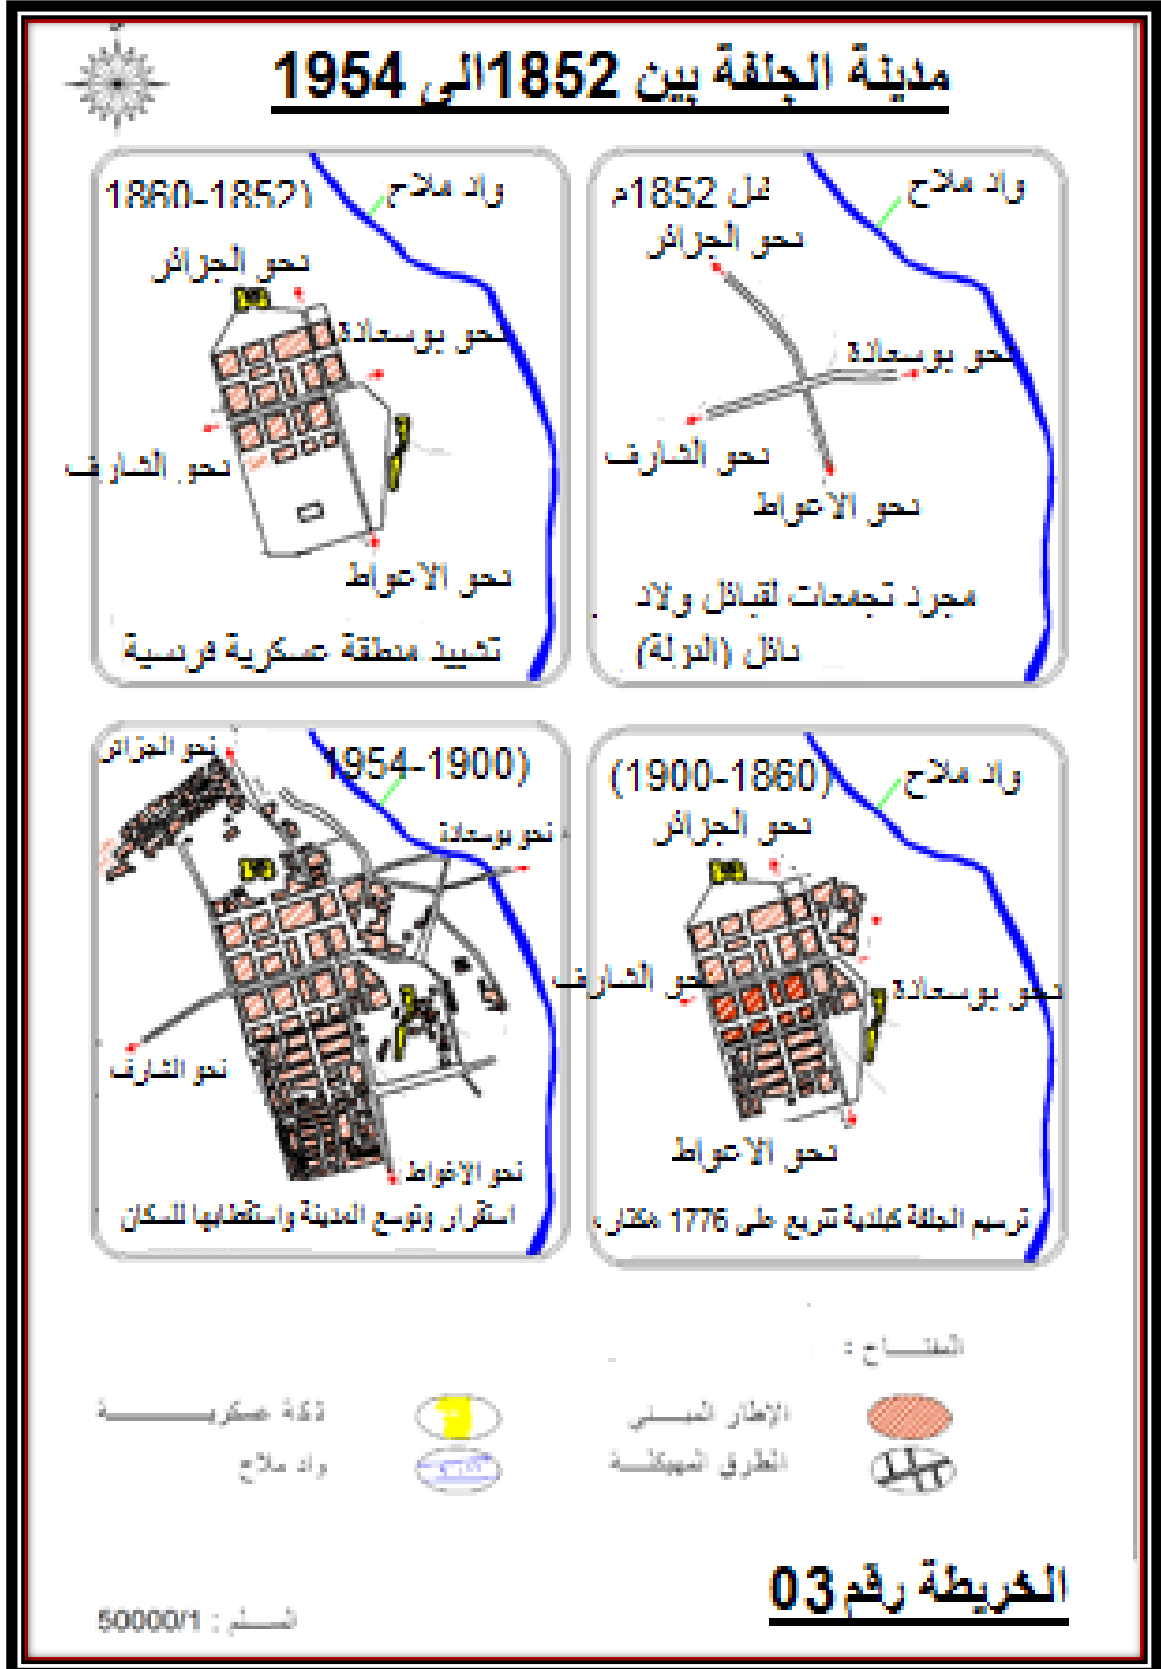 مدينة الجلفة بين 1852الى 1954
قبل 1852م
واد ملاح
نحو الجزائر
نحو بوسعادة
نحو الشارف
نحو الاغواط
مجرد تجمعات لقبائل ولاد
نائل (النزلة)
(1852-1860
واد ملاح
نحو الجزائر
نحو بوسعادة
نحو الشارف
نحو الاغواط
تشييد منطقة عسكرية فرنسية
(1860-1900)
واد ملاح
نحو الجزائر
نحو الشارف
نحو بوسعادة
نحو الاغواط
ترسيم الجلفة كبلدية تتربع على 1776 هكتار،
(1900-1954
نحو الجزائر
نحو بوسعادة
نحو الشارف
نحو الاغواط
استقرار وتوسع المدينة واستقطابها للسكان
المفتاح :
الإطار المبني
ثكنة عسكرية
الطرق المهيكلة
واد ملاح
الخريطة رقم03
السلم : 50000/1